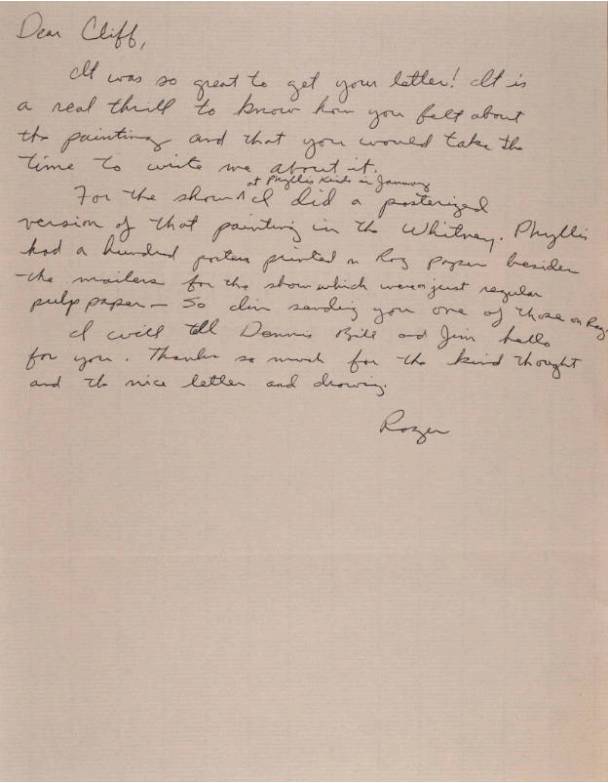 Dear Cliff,
It was so great to get your letter! It is
a real thrill to know how you felt about
the painting and that you would take the
time to write me about it.
at Phyllis Kinds in January
For the show ^ I did a posterized
version of that painting in the Whitney. Phyllis
had a hundred posters printed on Rag paper besides
the mailers for the show which were just regular
pulp paper — So I'm sending you one of those on Rag.
I will tell Dennis Bill and Jim hello
for you. Thanks so much for the kind thought
and the nice letter and drawing.
Roger